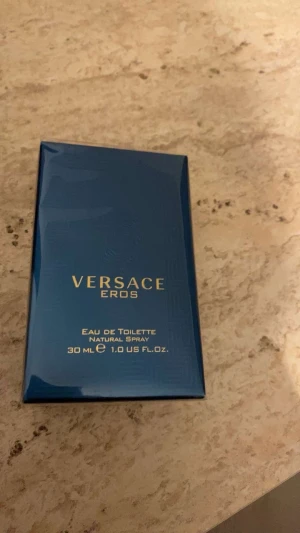 VERSACE
EROS
EAU DE TOILETTE
NATURAL SPRAY
30 ML ℮ 1.0 US FL.OZ.